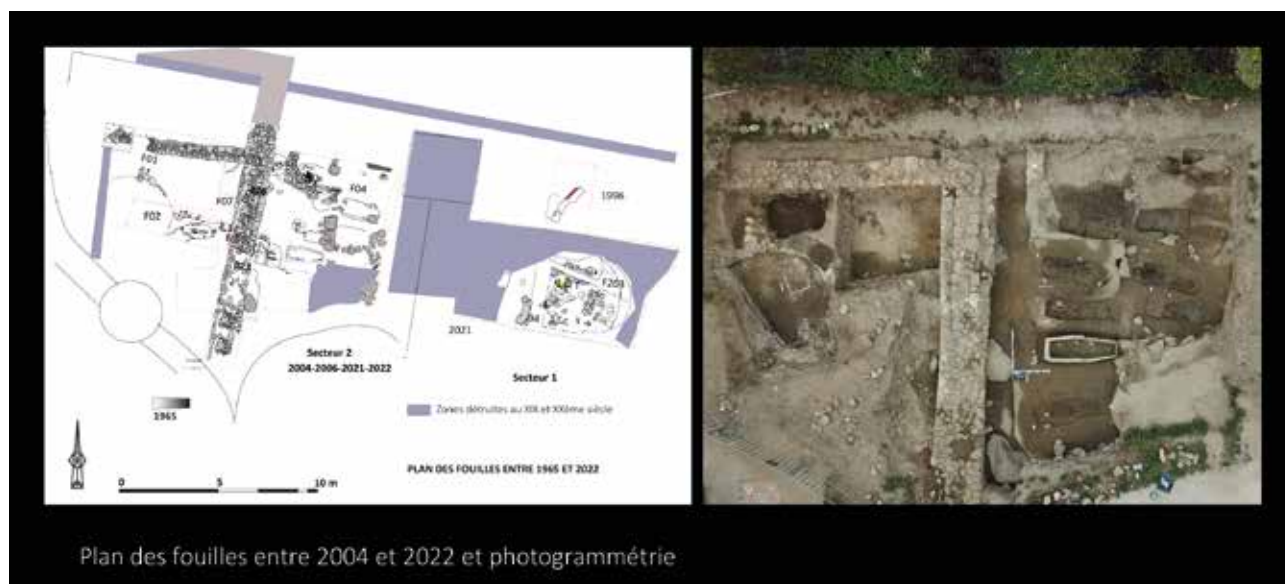 F01
F02
F07
F04
1996
F203
2021
Secteur 2
2004-2006-2021-2022
Secteur 1
1965
Zones détruites au XIX et XXème siècle
PLAN DES FOUILLES ENTRE 1965 ET 2022
0 5 10 m
Plan des fouilles entre 2004 et 2022 et photogrammétrie